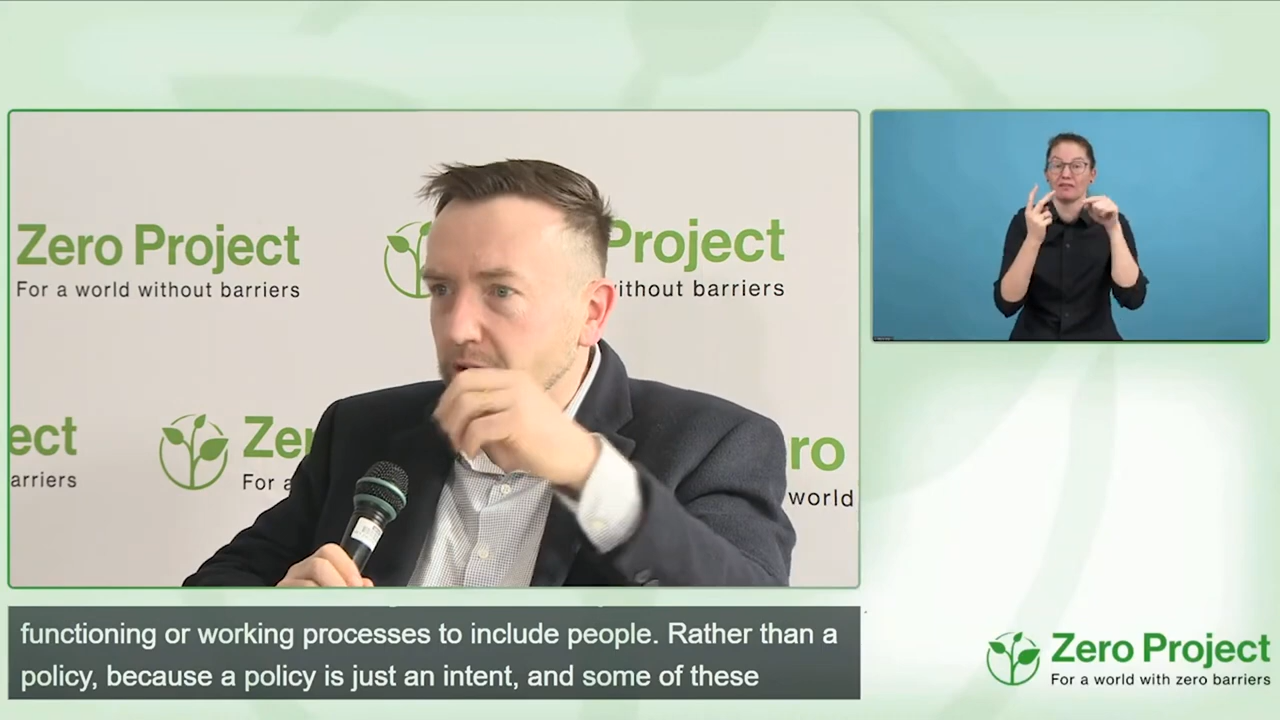 Zero Project
For a world without barriers
Project
ithout barriers
ect
arriers
Zer
For a
ro
world
functioning or working processes to include people. Rather than a
policy, because a policy is just an intent, and some of these
Zero Project
For a world with zero barriers